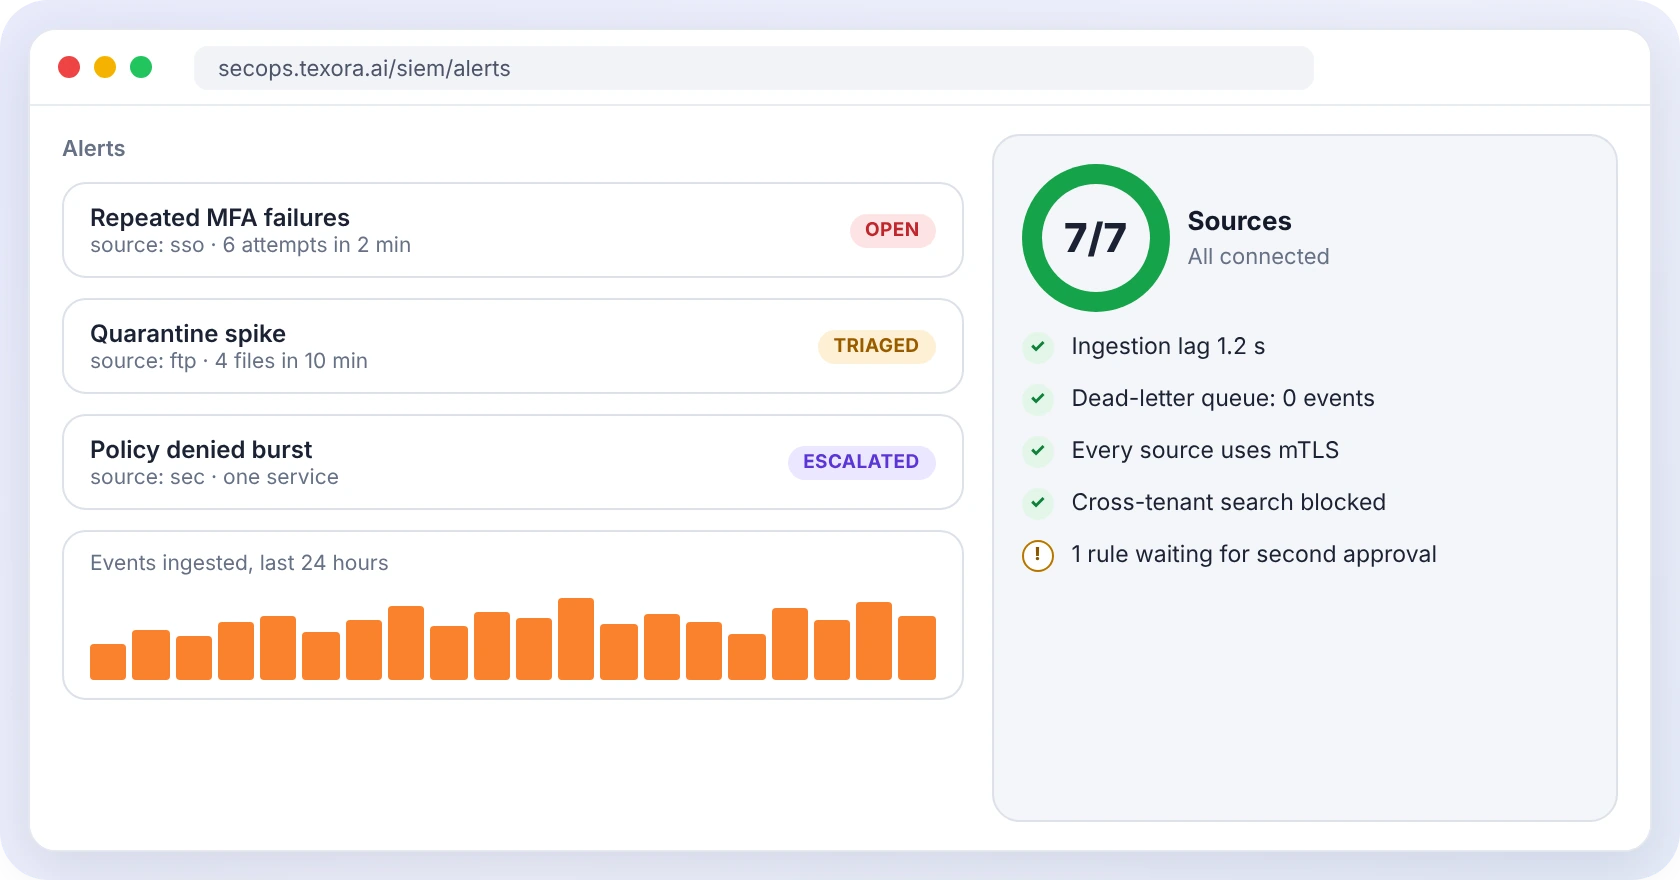 secops.texora.ai/siem/alerts
Alerts
Repeated MFA failures
source: sso · 6 attempts in 2 min
OPEN
Quarantine spike
source: ftp · 4 files in 10 min
TRIAGED
Policy denied burst
source: sec · one service
ESCALATED
Events ingested, last 24 hours
7/7
Sources
All connected
Ingestion lag 1.2 s
Dead-letter queue: 0 events
Every source uses mTLS
Cross-tenant search blocked
! 1 rule waiting for second approval